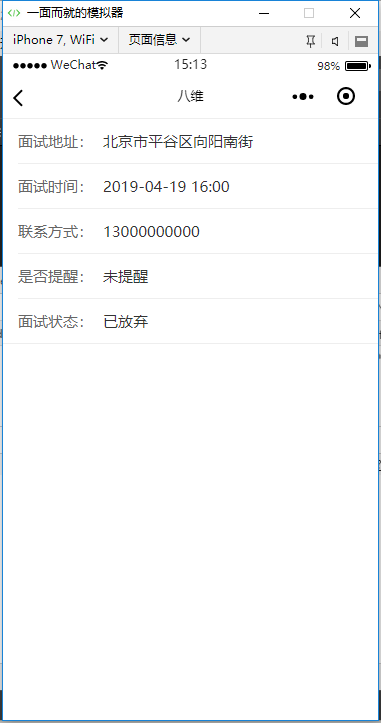 一面而就的模拟器
iPhone 7, WiFi 页面信息
WeChat 15:13 98%
八维
面试地址： 北京市平谷区向阳南街
面试时间： 2019-04-19 16:00
联系方式： 13000000000
是否提醒： 未提醒
面试状态： 已放弃